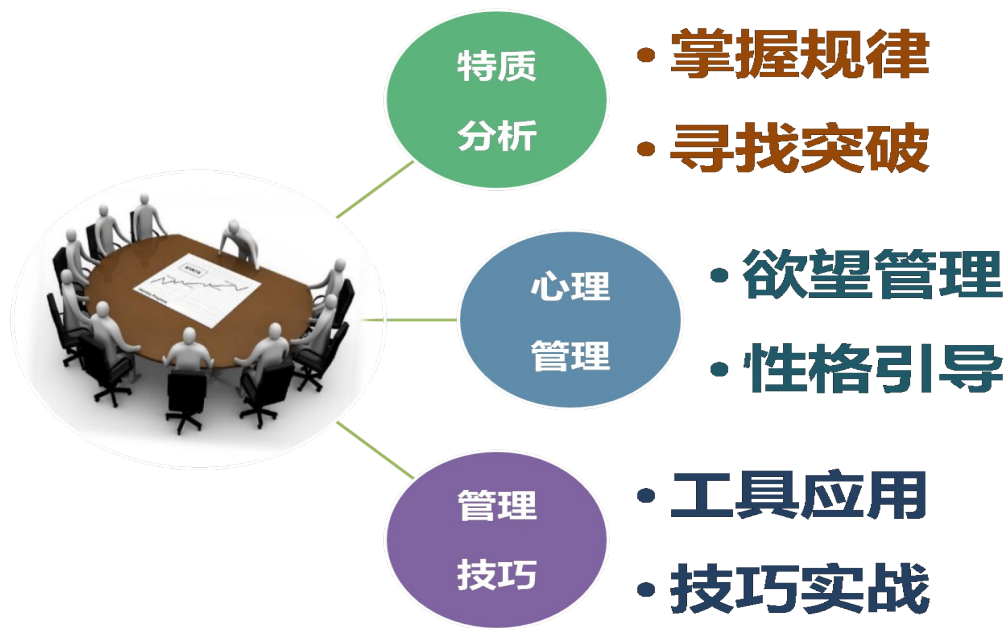 特质
分析
• 掌握规律
• 寻找突破
STATS
心理
管理
• 欲望管理
• 性格引导
管理
技巧
• 工具应用
• 技巧实战